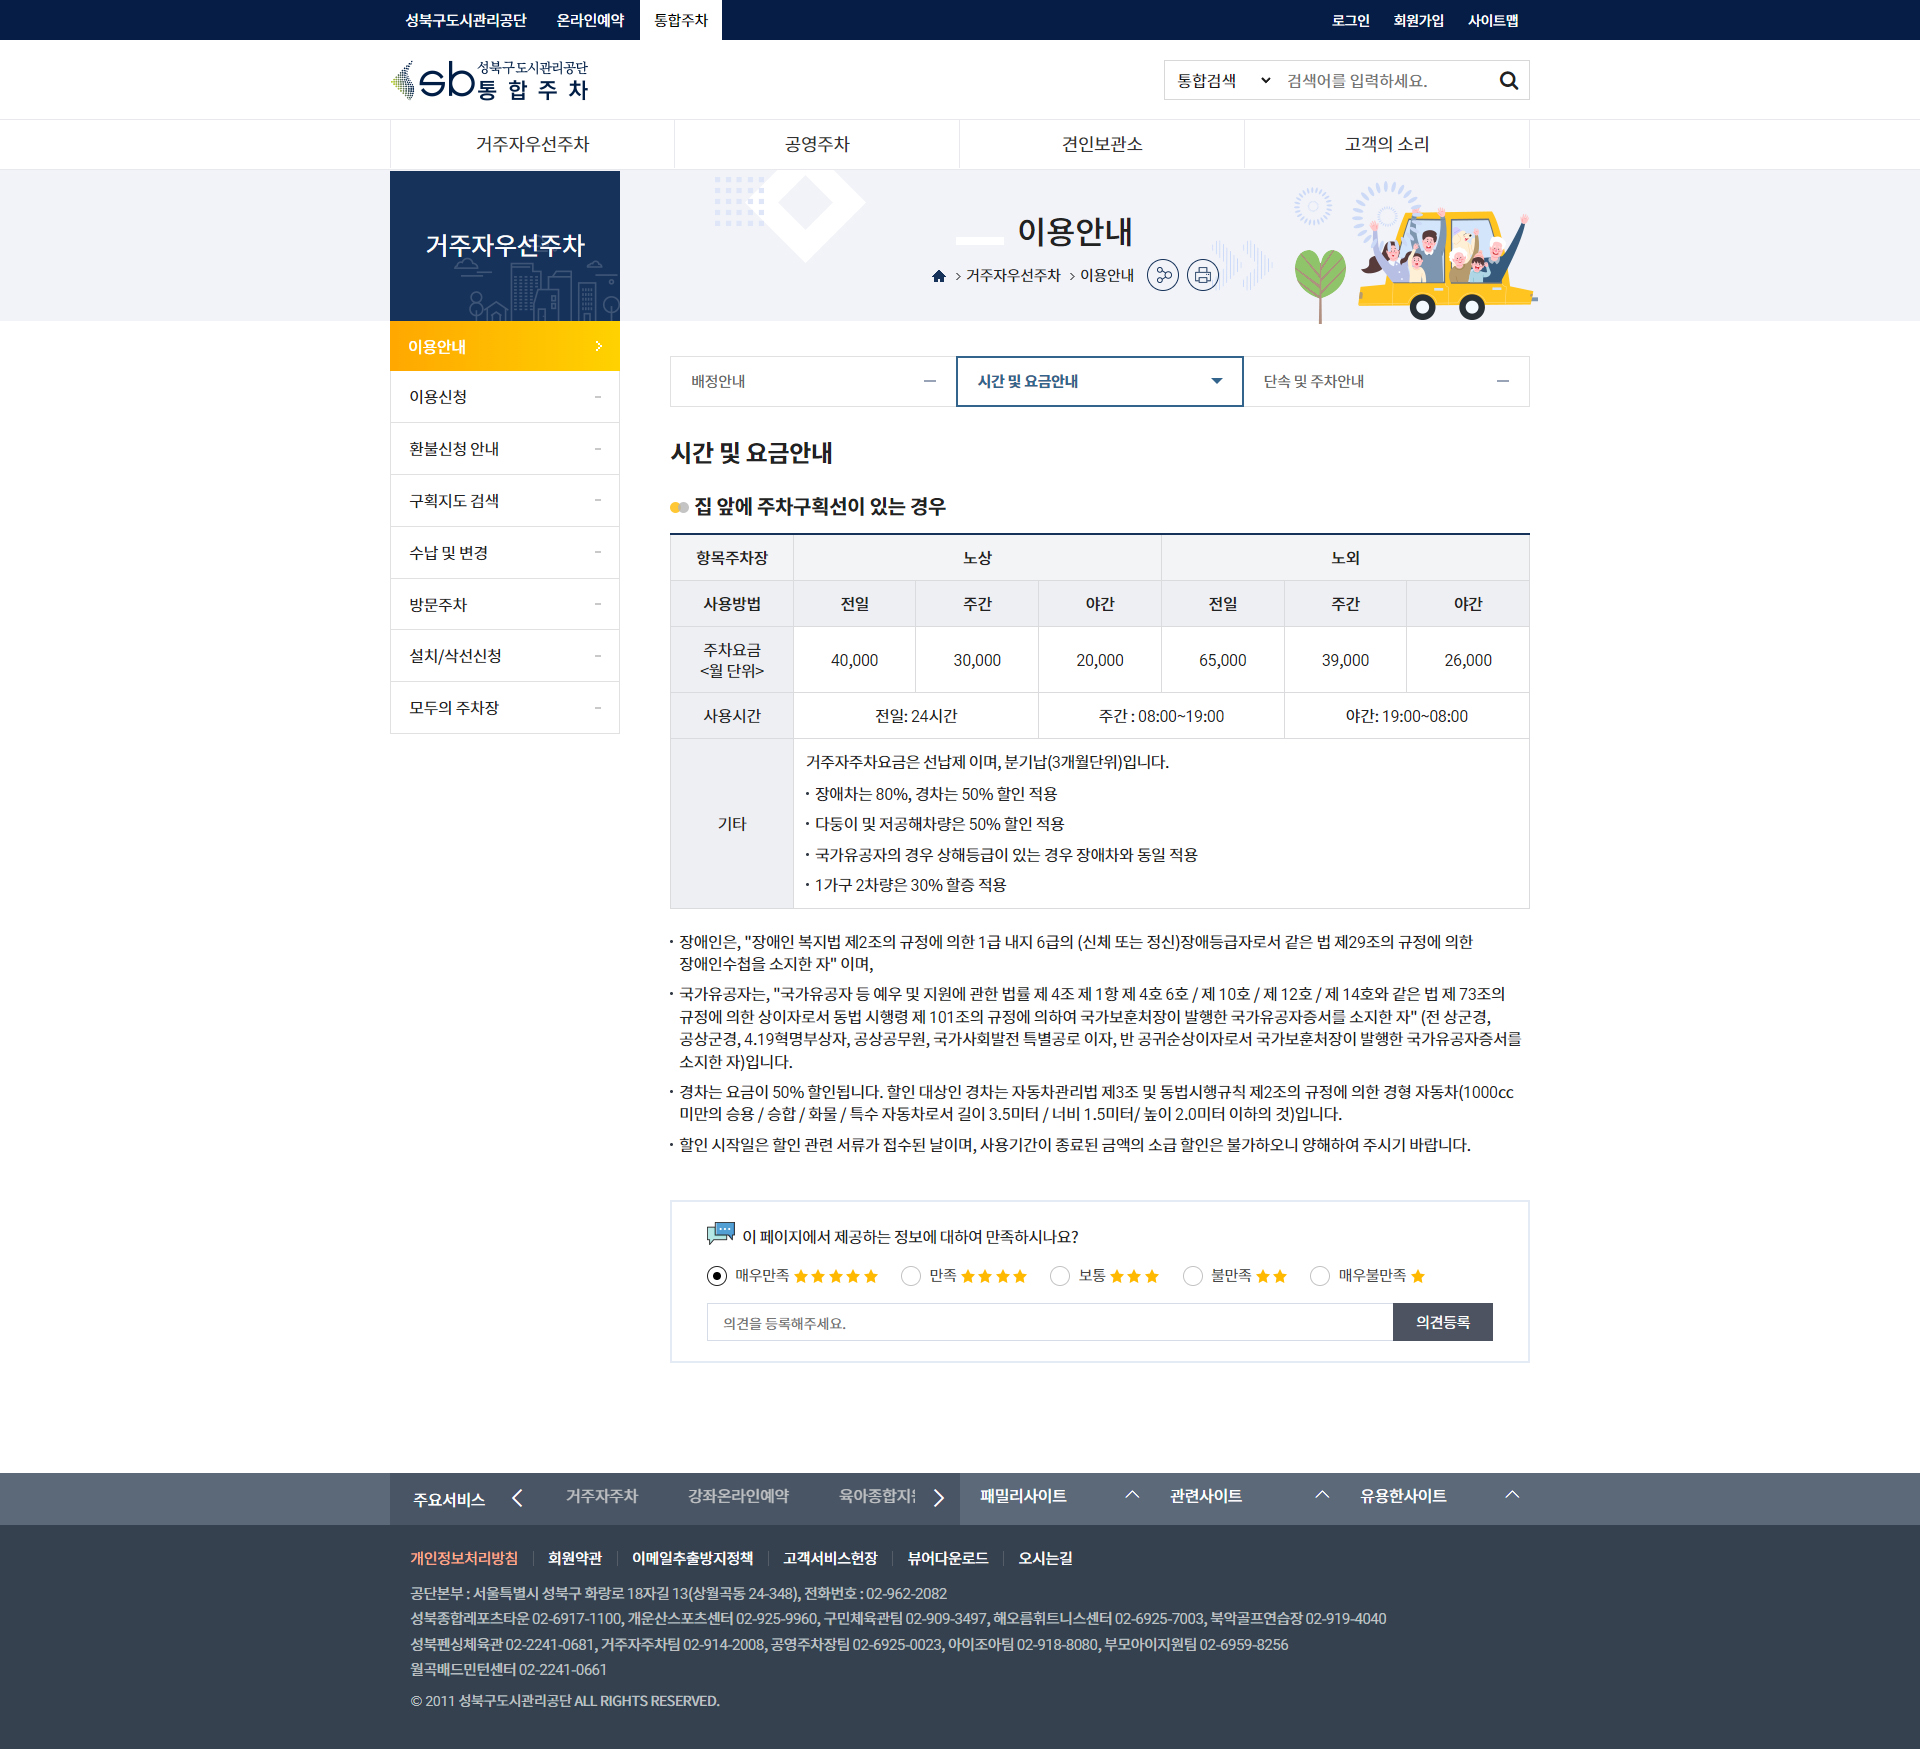 성북구도시관리공단 온라인예약 통합주차 로그인 회원가입 사이트맵
sb 성북구도시관리공단
통합주차
통합검색 검색어를 입력하세요.
거주자우선주차 공영주차 견인보관소 고객의 소리
거주자우선주차
이용안내
거주자우선주차 > 이용안내
이용안내
이용신청
환불신청 안내
구획지도 검색
수납 및 변경
방문주차
설치/삭선신청
모두의 주차장
배정안내 시간 및 요금안내 단속 및 주차안내
시간 및 요금안내
집 앞에 주차구획선이 있는 경우
항목주차장 노상 노외
사용방법 전일 주간 야간 전일 주간 야간
주차요금
<월 단위> 40,000 30,000 20,000 65,000 39,000 26,000
사용시간 전일: 24시간 주간 : 08:00~19:00 야간: 19:00~08:00
기타
거주자주차요금은 선납제 이며, 분기납(3개월단위)입니다.
· 장애차는 80%, 경차는 50% 할인 적용
· 다둥이 및 저공해차량은 50% 할인 적용
· 국가유공자의 경우 상해등급이 있는 경우 장애차와 동일 적용
· 1가구 2차량은 30% 할증 적용
· 장애인은, "장애인 복지법 제2조의 규정에 의한 1급 내지 6급의 (신체 또는 정신)장애등급자로서 같은 법 제29조의 규정에 의한
장애인수첩을 소지한 자" 이며,
· 국가유공자는, "국가유공자 등 예우 및 지원에 관한 법률 제 4조 제 1항 제 4호 6호 / 제 10호 / 제 12호 / 제 14호와 같은 법 제 73조의
규정에 의한 상이자로서 동법 시행령 제 101조의 규정에 의하여 국가보훈처장이 발행한 국가유공자증서를 소지한 자" (전 상군경,
공상군경, 4.19혁명부상자, 공상공무원, 국가사회발전 특별공로 이자, 반 공귀순상이자로서 국가보훈처장이 발행한 국가유공자증서를
소지한 자)입니다.
· 경차는 요금이 50% 할인됩니다. 할인 대상인 경차는 자동차관리법 제3조 및 동법시행규칙 제2조의 규정에 의한 경형 자동차(1000cc
미만의 승용 / 승합 / 화물 / 특수 자동차로서 길이 3.5미터 / 너비 1.5미터/ 높이 2.0미터 이하의 것)입니다.
· 할인 시작일은 할인 관련 서류가 접수된 날이며, 사용기간이 종료된 금액의 소급 할인은 불가하오니 양해하여 주시기 바랍니다.
이 페이지에서 제공하는 정보에 대하여 만족하시나요?
매우만족 ★★★★★ 만족 ★★★★ 보통 ★★★ 불만족 ★★ 매우불만족 ★
의견을 등록해주세요. 의견등록
주요서비스 거주자주차 강좌온라인예약 육아종합지원 패밀리사이트 관련사이트 유용한사이트
개인정보처리방침 회원약관 이메일추출방지정책 고객서비스헌장 뷰어다운로드 오시는길
공단본부 : 서울특별시 성북구 화랑로 18자길 13(상월곡동 24-348), 전화번호 : 02-962-2082
성북종합레포츠타운 02-6917-1100, 개운산스포츠센터 02-925-9960, 구민체육관팀 02-909-3497, 해오름휘트니스센터 02-6925-7003, 북악골프연습장 02-919-4040
성북펜싱체육관 02-2241-0681, 거주자주차팀 02-914-2008, 공영주차장팀 02-6925-0023, 아이조아팀 02-918-8080, 부모아이지원팀 02-6959-8256
월곡배드민턴센터 02-2241-0661
© 2011 성북구도시관리공단 ALL RIGHTS RESERVED.